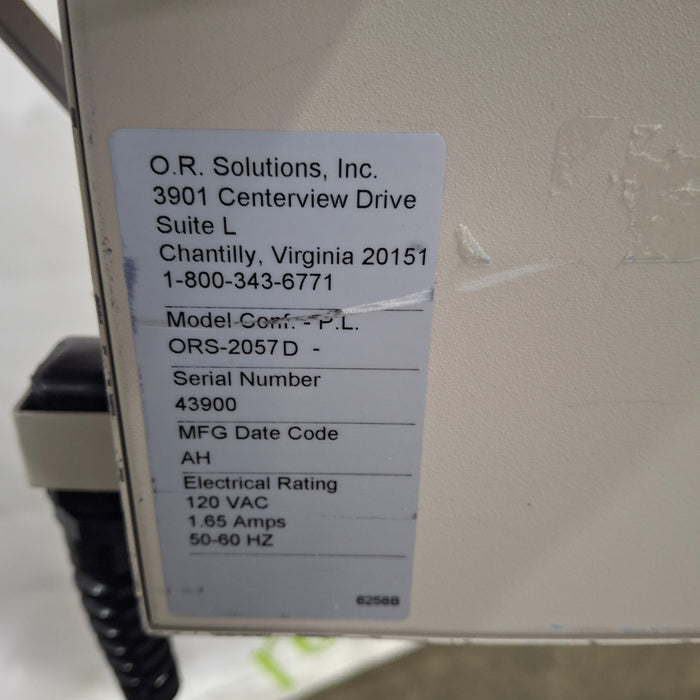 O.R. Solutions, Inc.
3901 Centerview Drive
Suite L
Chantilly, Virginia 20151
1-800-343-6771
Model Conf. - P.L.
ORS-2057D -
Serial Number
43900
MFG Date Code
AH
Electrical Rating
120 VAC
1.65 Amps
50-60 HZ
6258B